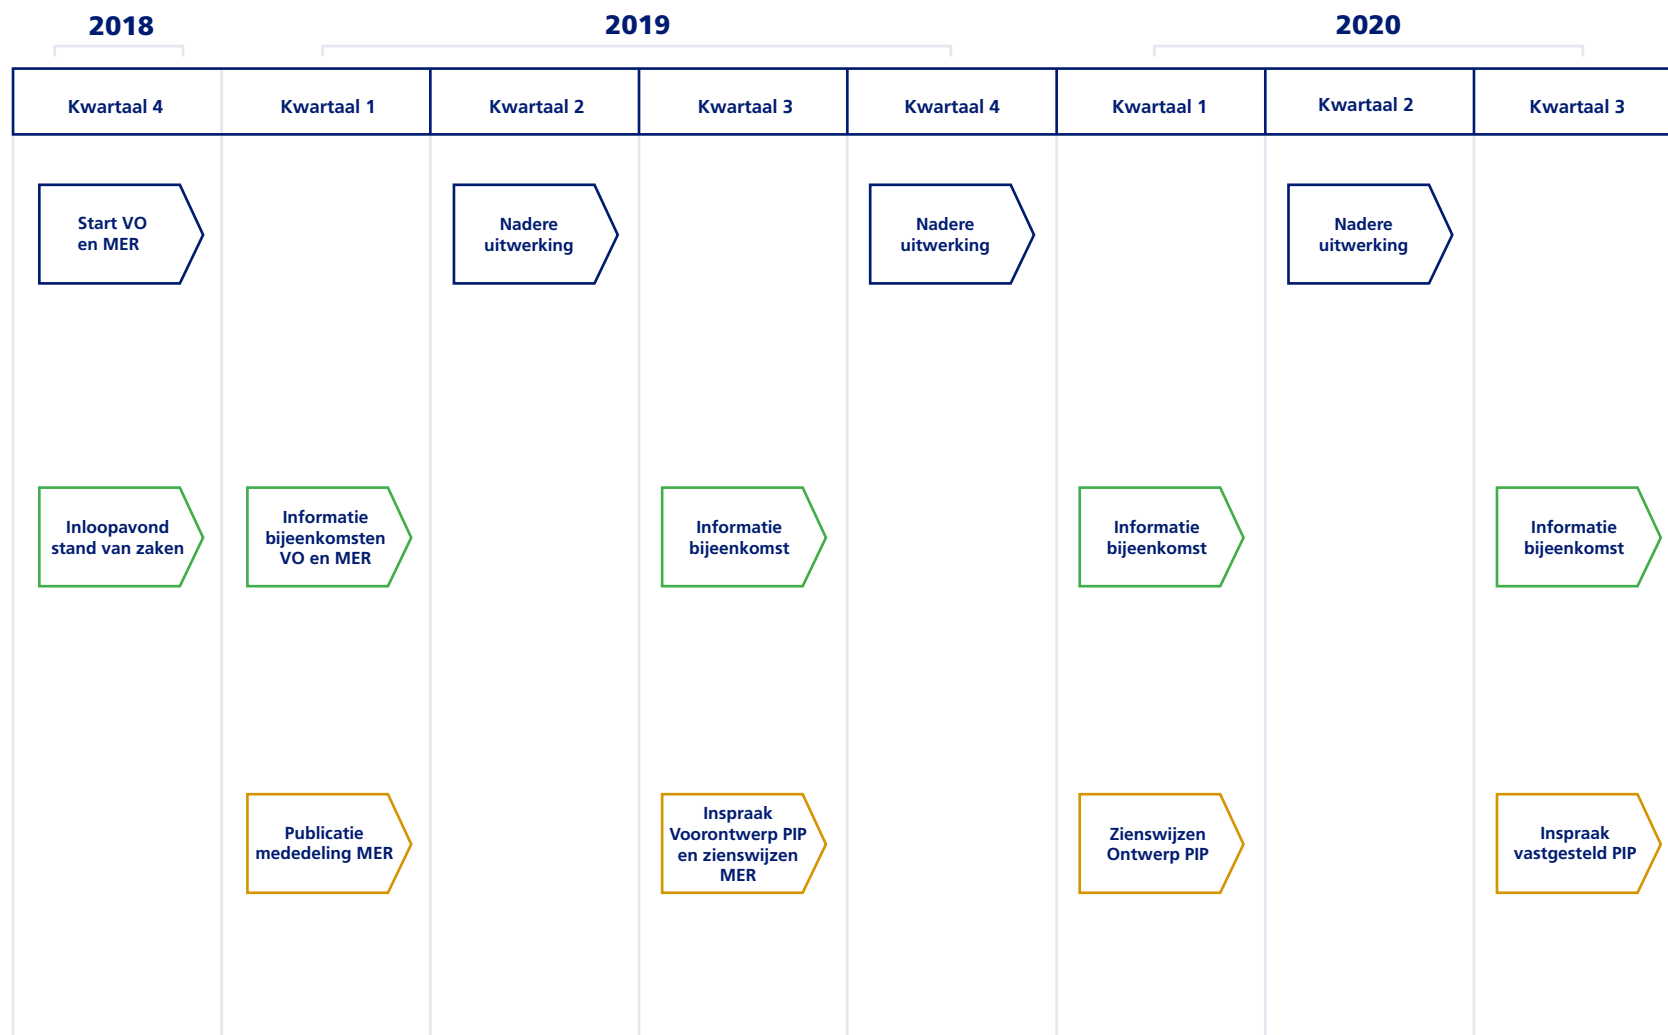 2018
2019
2020
Kwartaal 4
Kwartaal 1
Kwartaal 2
Kwartaal 3
Kwartaal 4
Kwartaal 1
Kwartaal 2
Kwartaal 3
Start VO
en MER
Nadere
uitwerking
Nadere
uitwerking
Nadere
uitwerking
Inloopavond
stand van zaken
Informatie
bijeenkomsten
VO en MER
Informatie
bijeenkomst
Informatie
bijeenkomst
Informatie
bijeenkomst
Publicatie
mededeling MER
Inspraak
Voorontwerp PIP
en zienswijzen
MER
Zienswijzen
Ontwerp PIP
Inspraak
vastgesteld PIP